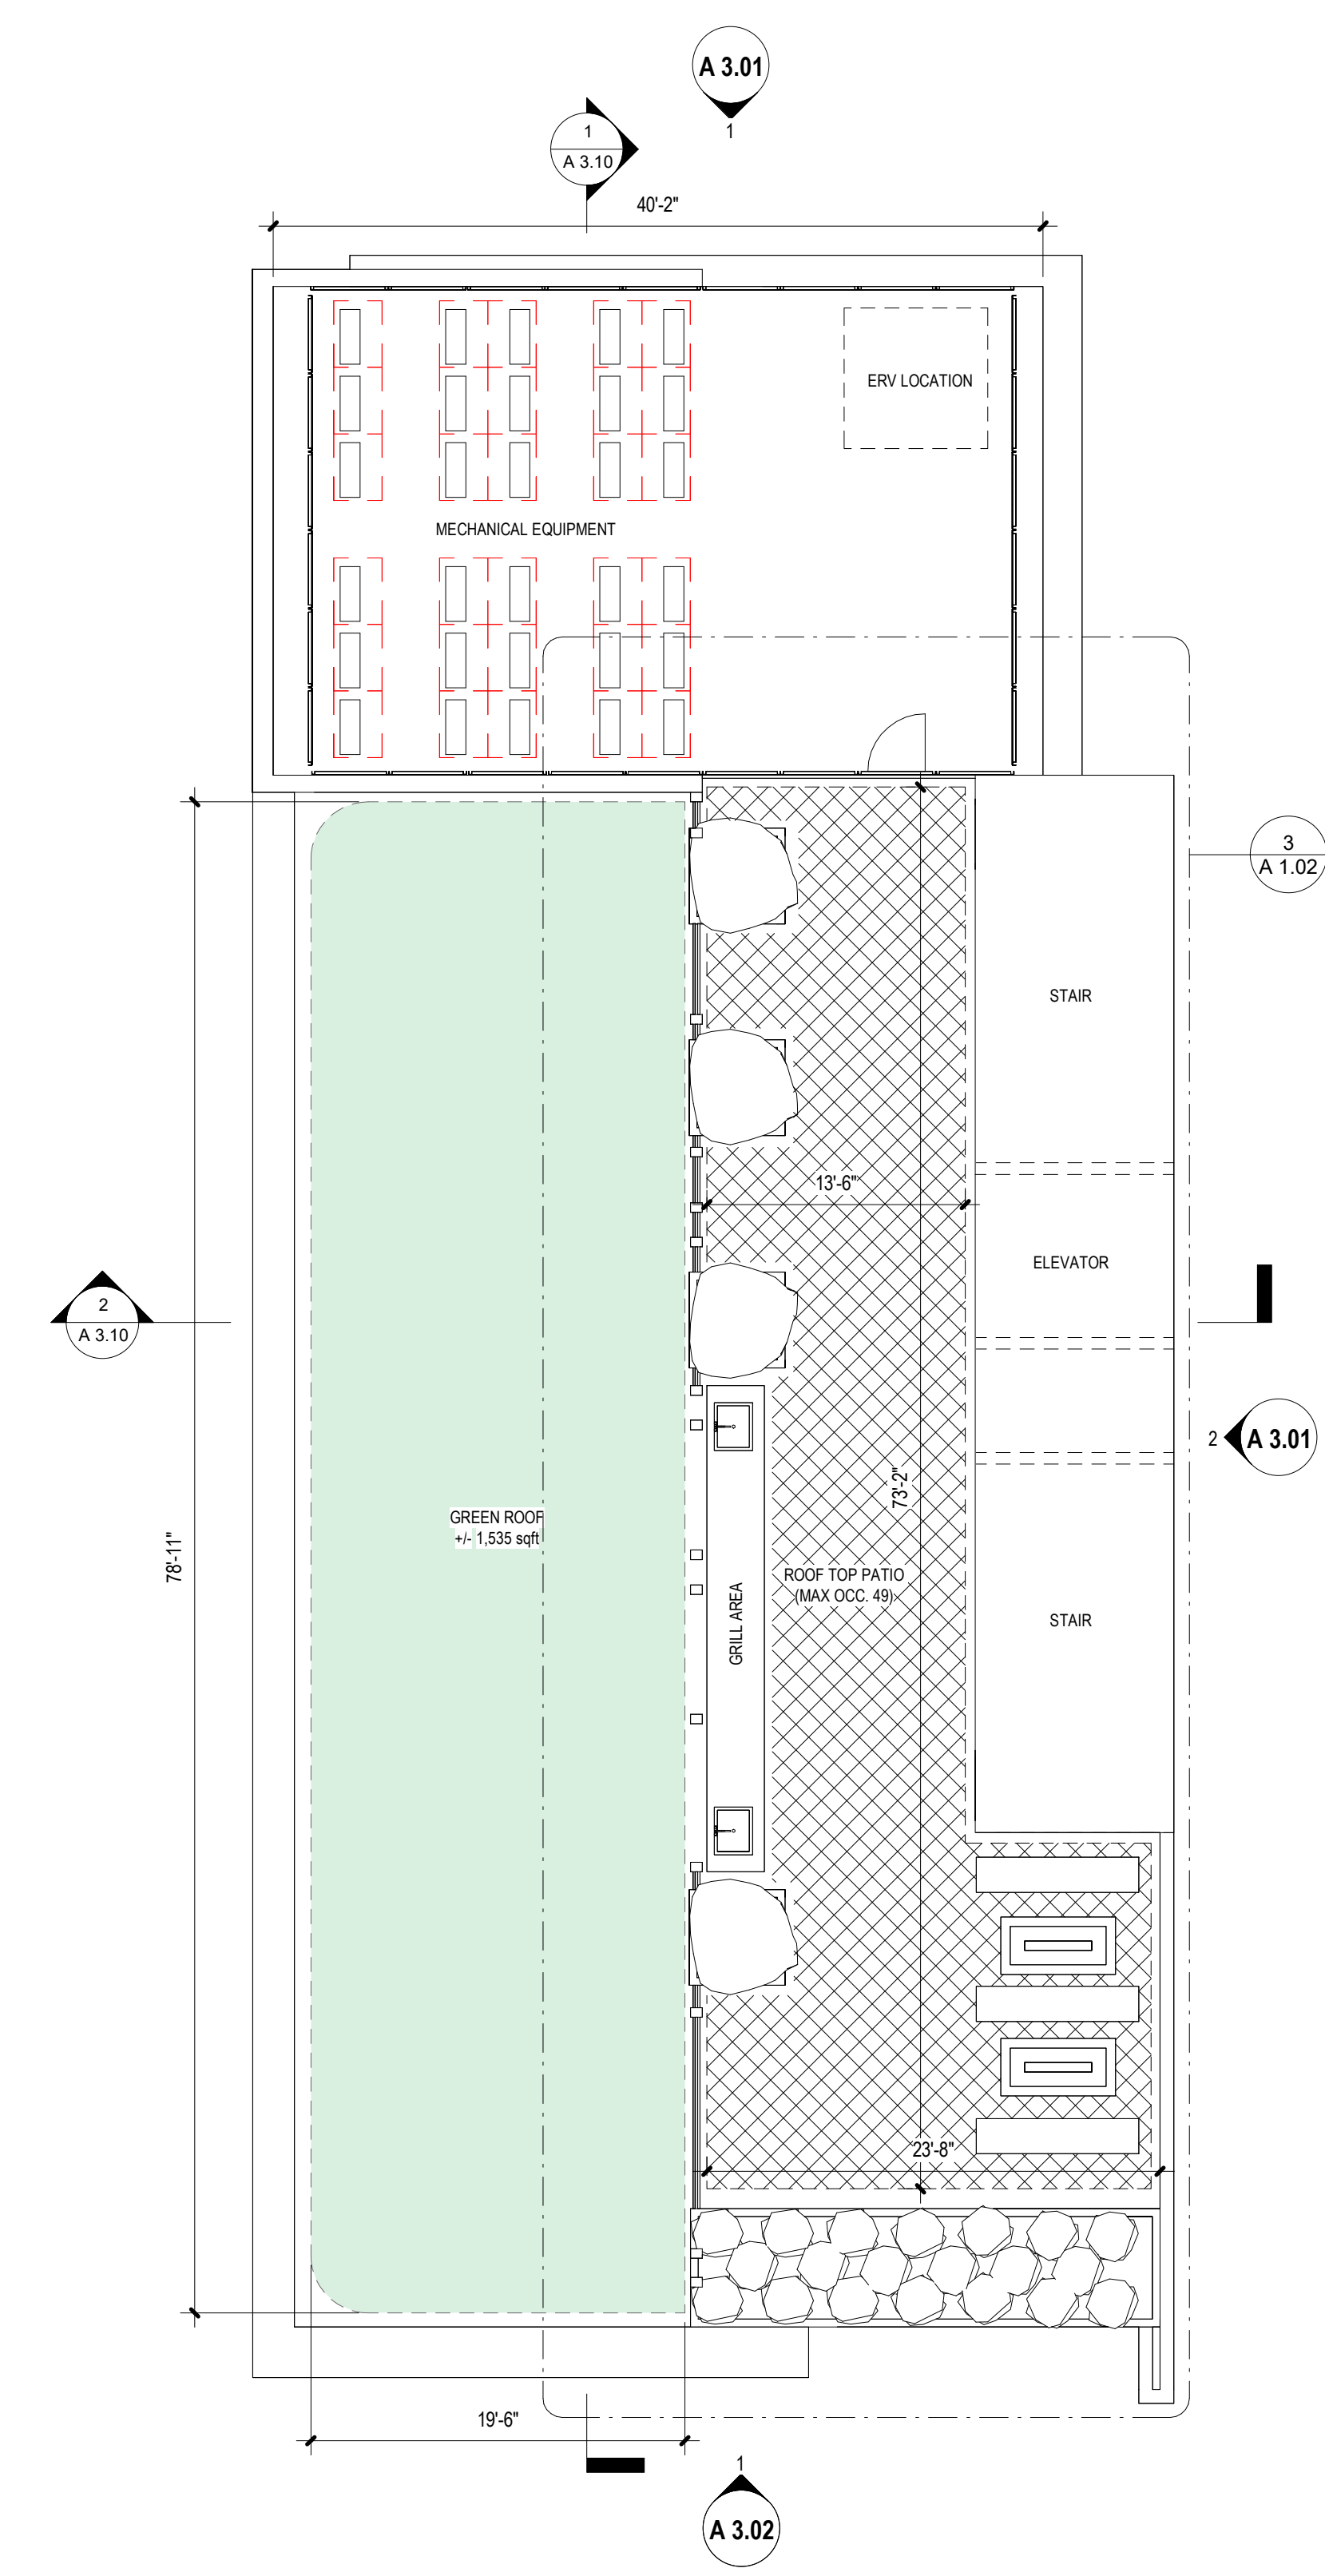 A 3.01
1
1
A 3.10
40'-2"
ERV LOCATION
MECHANICAL EQUIPMENT
3
A 1.02
STAIR
13'-6"
ELEVATOR
2
A 3.10
2
A 3.01
73'-2"
78'-11"
GREEN ROOF
+/- 1,535 sqft
ROOF TOP PATIO
(MAX OCC. 49)
GRILL AREA
STAIR
23'-8"
19'-6"
1
A 3.02